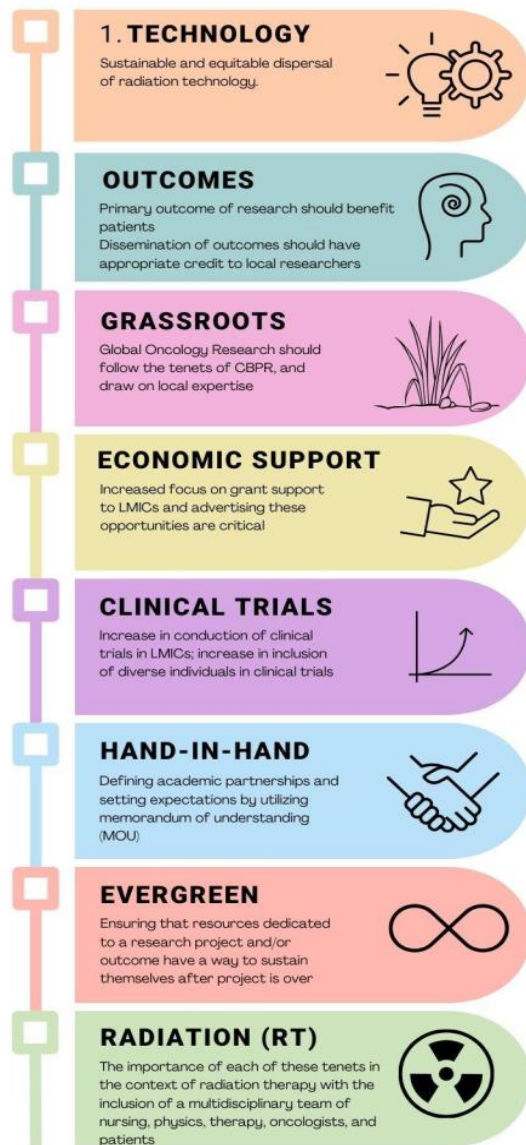 1. TECHNOLOGY
Sustainable and equitable dispersal
of radiation technology.
OUTCOMES
Primary outcome of research should benefit
patients
Dissemination of outcomes should have
appropriate credit to local researchers
GRASSROOTS
Global Oncology Research should
follow the tenets of CBPR, and
draw on local expertise
ECONOMIC SUPPORT
Increased focus on grant support
to LMICs and advertising these
opportunities are critical
CLINICAL TRIALS
Increase in conduction of clinical
trials in LMICs; increase in inclusion
of diverse individuals in clinical trials
HAND-IN-HAND
Defining academic partnerships and
setting expectations by utilizing
memorandum of understanding
(MOU)
EVERGREEN
Ensuring that resources dedicated
to a research project and/or
outcome have a way to sustain
themselves after project is over
RADIATION (RT)
The importance of each of these tenets in
the context of radiation therapy with the
inclusion of a multidisciplinary team of
nursing, physics, therapy, oncologists, and
patients